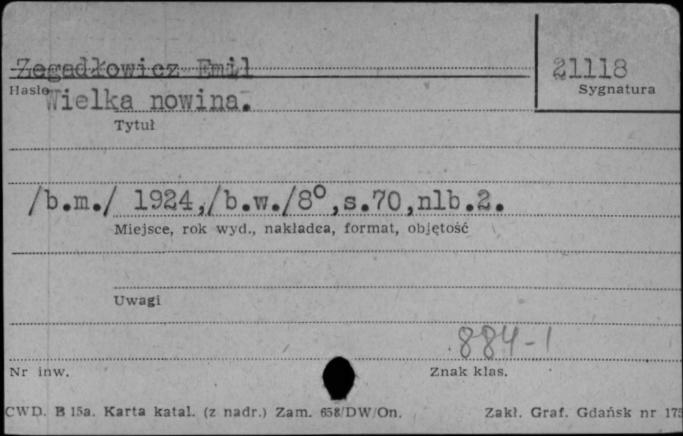 Zegadłowicz Emil
21118
Hasło
Sygnatura
Wielka nowina.
Tytuł
/b.m./ 1924,/b.w./8°,s.70,nlb.2.
Miejsce, rok wyd., nakładca, format, objętość
Uwagi
884-1
Nr inw.
Znak klas.
CWD. B 15a. Karta katal. (z nadr.) Zam. 658/DW/On.
Zakł. Graf. Gdańsk nr 175